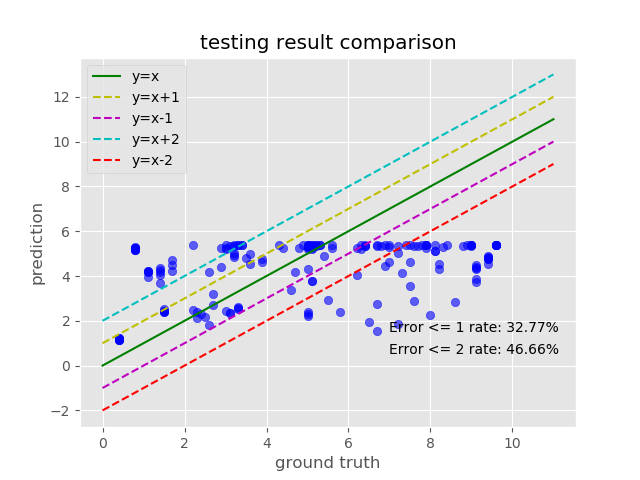 testing result comparison
y=x
y=x+1
y=x-1
y=x+2
y=x-2
12
10
8
6
4
2
0
−2
prediction
Error <= 1 rate: 32.77%
Error <= 2 rate: 46.66%
0 2 4 6 8 10
ground truth